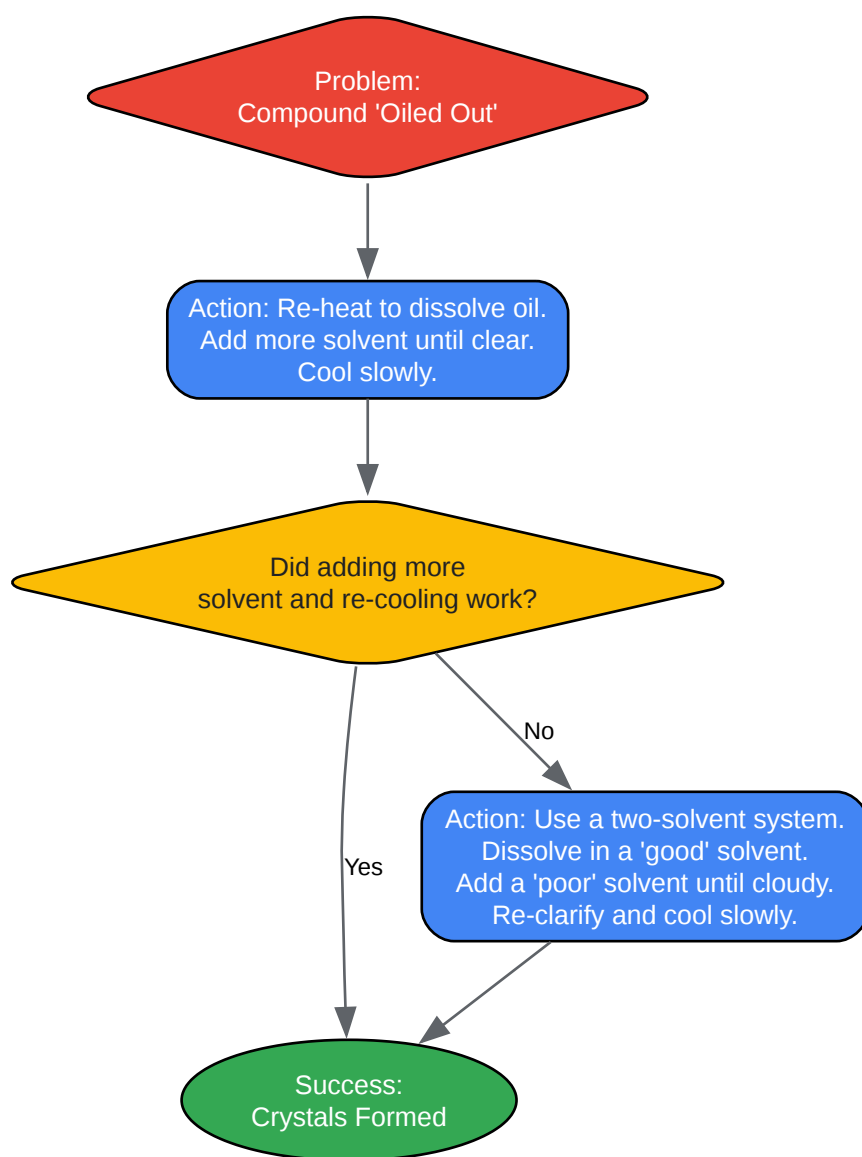 Problem:
Compound 'Oiled Out'
Action: Re-heat to dissolve oil.
Add more solvent until clear.
Cool slowly.
Did adding more
solvent and re-cooling work?
No
Action: Use a two-solvent system.
Dissolve in a 'good' solvent.
Add a 'poor' solvent until cloudy.
Re-clarify and cool slowly.
Yes
Success:
Crystals Formed